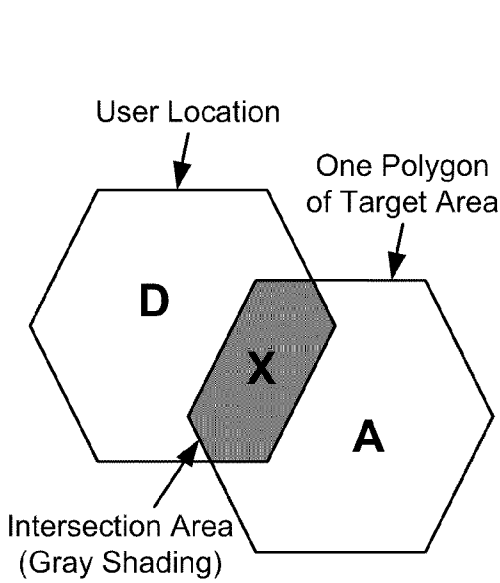 User Location
One Polygon
of Target Area
D
X
A
Intersection Area
(Gray Shading)